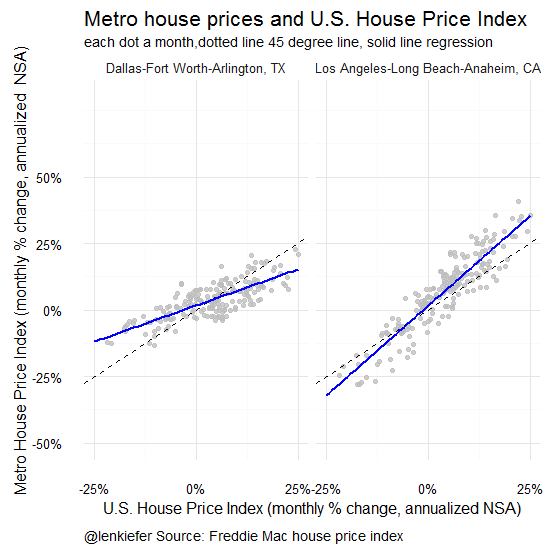 Metro house prices and U.S. House Price Index
each dot a month,dotted line 45 degree line, solid line regression
Dallas-Fort Worth-Arlington, TX
Los Angeles-Long Beach-Anaheim, CA
Metro House Price Index (monthly % change, annualized  NSA)
50%
25%
0%
-25%
-50%
-25%
0%
25%
-25%
0%
25%
U.S. House Price Index (monthly % change, annualized NSA)
@lenkiefer Source: Freddie Mac house price index